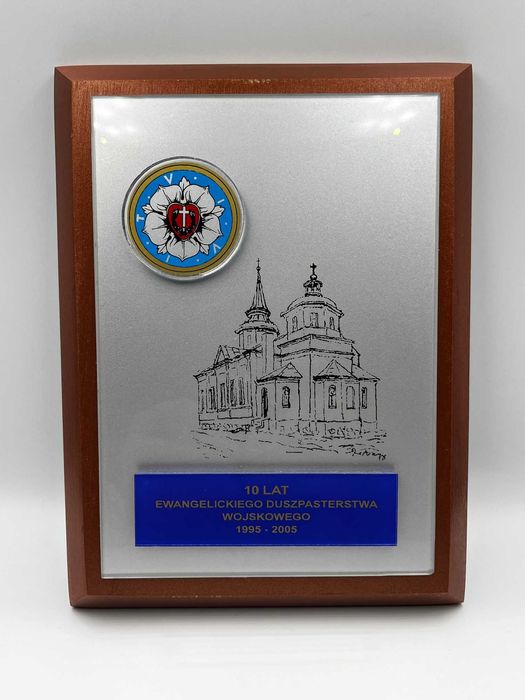 V I V I T
10 LAT
EWANGELICKIEGO DUSZPASTERSTWA
WOJSKOWEGO
1995 - 2005